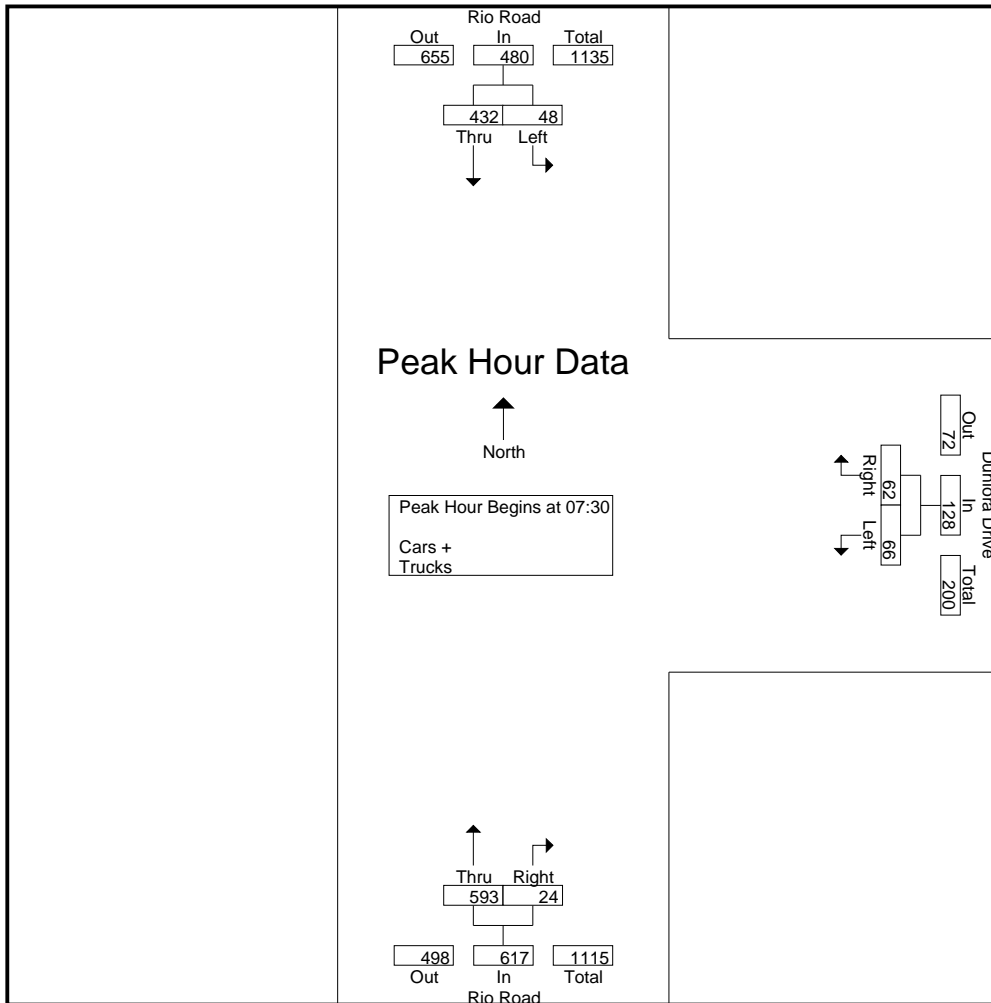 Rio Road
Out In Total
655 480 1135
432 48
Thru Left
Peak Hour Data
North
Peak Hour Begins at 07:30
Cars +
Trucks
Dunlora Drive
Out In Total
72 128 200
62 66
Right Left
Thru Right
593 24
498 617 1115
Out In Total
Rio Road